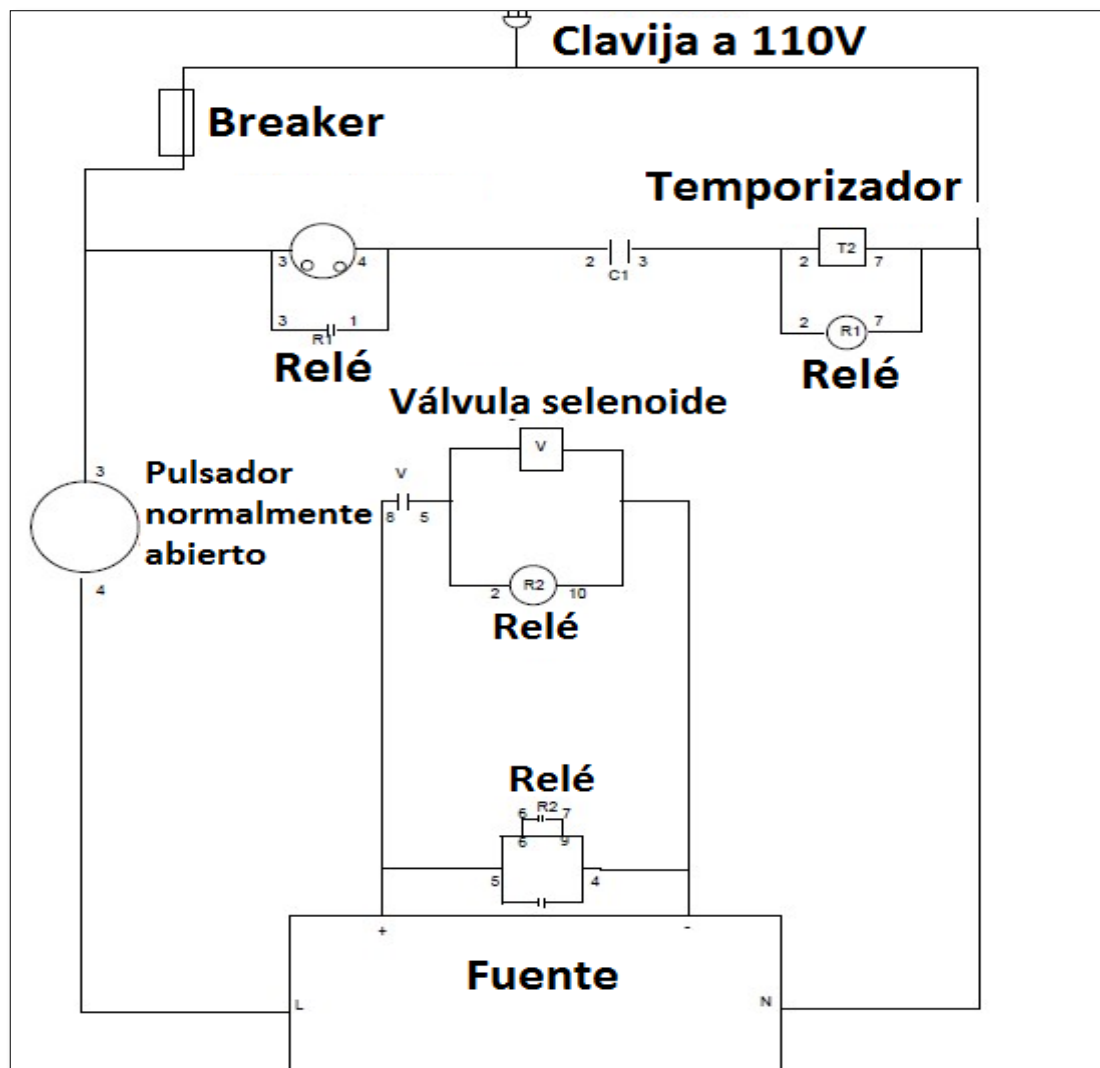 Clavija a 110V
Breaker
Temporizador
3 4
2 3
C1
2 T2 7
3 1
R1
2 R1 7
Relé
Relé
Válvula selenoide
V
3
Pulsador
normalmente
abierto
V
8 5
4
2 R2 10
Relé
Relé
6 R2 7
6 9
5 4
+ -
Fuente
L N